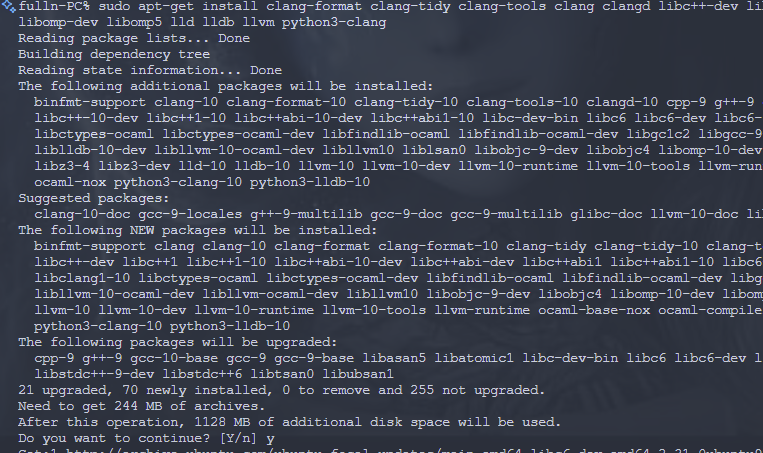 fulln-PC% sudo apt-get install clang-format clang-tidy clang-tools clang clangd libc++-dev
libomp-dev libomp5 lld lldb llvm python3-clang
Reading package lists... Done
Building dependency tree
Reading state information... Done
The following additional packages will be installed:
binfmt-support clang-10 clang-format-10 clang-tidy-10 clang-tools-10 clangd-10 cpp-9 g++-9
libc++-10-dev libc++1-10 libc++abi-10-dev libc++abi1-10 libc-dev-bin libc6 libc6-dev libc6-
libctypes-ocaml libctypes-ocaml-dev libfindlib-ocaml libfindlib-ocaml-dev libgc1c2 libgcc-9
liblldb-10-dev libllvm-10-ocaml-dev libllvm10 liblsan0 libobjc-9-dev libobjc4 libomp-10-dev
libz3-4 libz3-dev lld-10 lldb-10 llvm-10 llvm-10-dev llvm-10-runtime llvm-10-tools llvm-run
ocaml-nox python3-clang-10 python3-lldb-10
Suggested packages:
clang-10-doc gcc-9-locales g++-9-multilib gcc-9-doc gcc-9-multilib glibc-doc llvm-10-doc
The following NEW packages will be installed:
binfmt-support clang clang-10 clang-format clang-format-10 clang-tidy clang-tidy-10 clang-t
libc++-dev libc++1 libc++1-10 libc++abi-10-dev libc++abi-dev libc++abi1 libc++abi1-10 libc6
libclang1-10 libctypes-ocaml libctypes-ocaml-dev libfindlib-ocaml libfindlib-ocaml-dev libg
libllvm-10-ocaml-dev libllvm-ocaml-dev libllvm10 libobjc-9-dev libobjc4 libomp-10-dev libom
llvm-10 llvm-10-dev llvm-10-runtime llvm-10-tools llvm-runtime ocaml-base-nox ocaml-compile
python3-clang-10 python3-lldb-10
The following packages will be upgraded:
cpp-9 g++-9 gcc-10-base gcc-9 gcc-9-base libasan5 libatomic1 libc-dev-bin libc6 libc6-dev l
libstdc++-9-dev libstdc++6 libtsan0 libubsan1
21 upgraded, 70 newly installed, 0 to remove and 255 not upgraded.
Need to get 244 MB of archives.
After this operation, 1128 MB of additional disk space will be used.
Do you want to continue? [Y/n] y